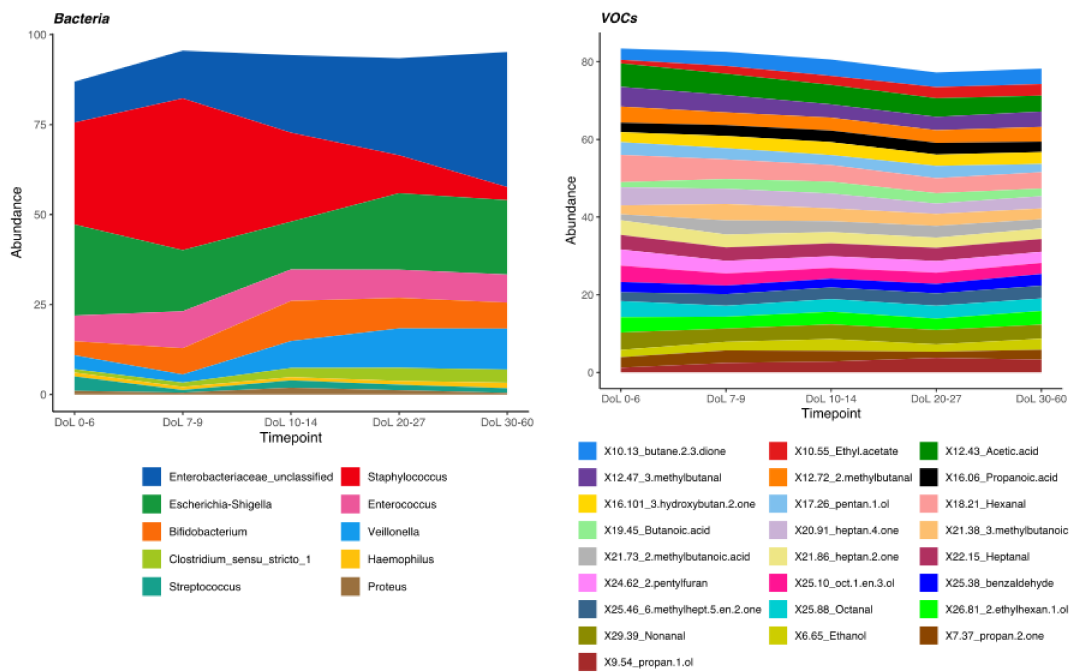 Bacteria
100
75
50
25
0
Abundance
DoL 0-6 DoL 7-9 DoL 10-14 DoL 20-27 DoL 30-60
Timepoint
Enterobacteriaceae_unclassified Staphylococcus
Escherichia-Shigella Enterococcus
Bifidobacterium Veillonella
Clostridium_sensu_stricto_1 Haemophilus
Streptococcus Proteus
VOCs
80
60
40
20
0
Abundance
DoL 0-6 DoL 7-9 DoL 10-14 DoL 20-27 DoL 30-60
Timepoint
X10.13_butane.2.3.dione X10.55_Ethyl.acetate X12.43_Acetic.acid
X12.47_3.methylbutanal X12.72_2.methylbutanal X16.06_Propanoic.acid
X16.101_3.hydroxybutan.2.one X17.26_pentan.1.ol X18.21_Hexanal
X19.45_Butanoic.acid X20.91_heptan.4.one X21.38_3.methylbutanoic
X21.73_2.methylbutanoic.acid X21.86_heptan.2.one X22.15_Heptanal
X24.62_2.pentylfuran X25.10_oct.1.en.3.ol X25.38_benzaldehyde
X25.46_6.methylhept.5.en.2.one X25.88_Octanal X26.81_2.ethylhexan.1.ol
X29.39_Nonanal X6.65_Ethanol X7.37_propan.2.one
X9.54_propan.1.ol